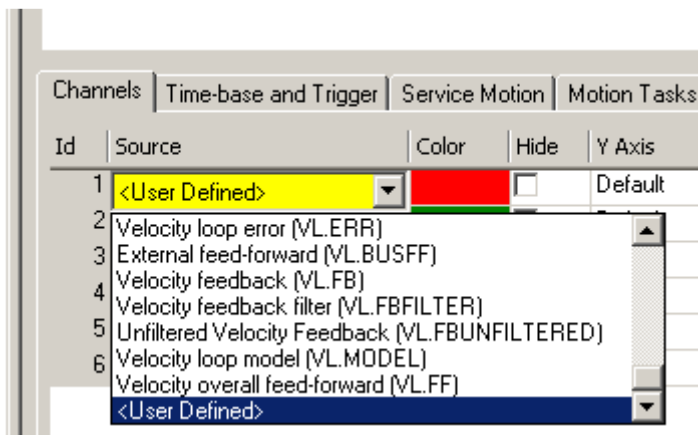 Channels Time-base and Trigger Service Motion Motion Tasks
Id Source Color Hide Y Axis
1 <User Defined> Default
2 Velocity loop error (VL.ERR)
3 External feed-forward (VL.BUSFF)
Velocity feedback (VL.FB)
4 Velocity feedback filter (VL.FBFILTER)
5 Unfiltered Velocity Feedback (VL.FBUNFILTERED)
6 Velocity loop model (VL.MODEL)
Velocity overall feed-forward (VL.FF)
<User Defined>